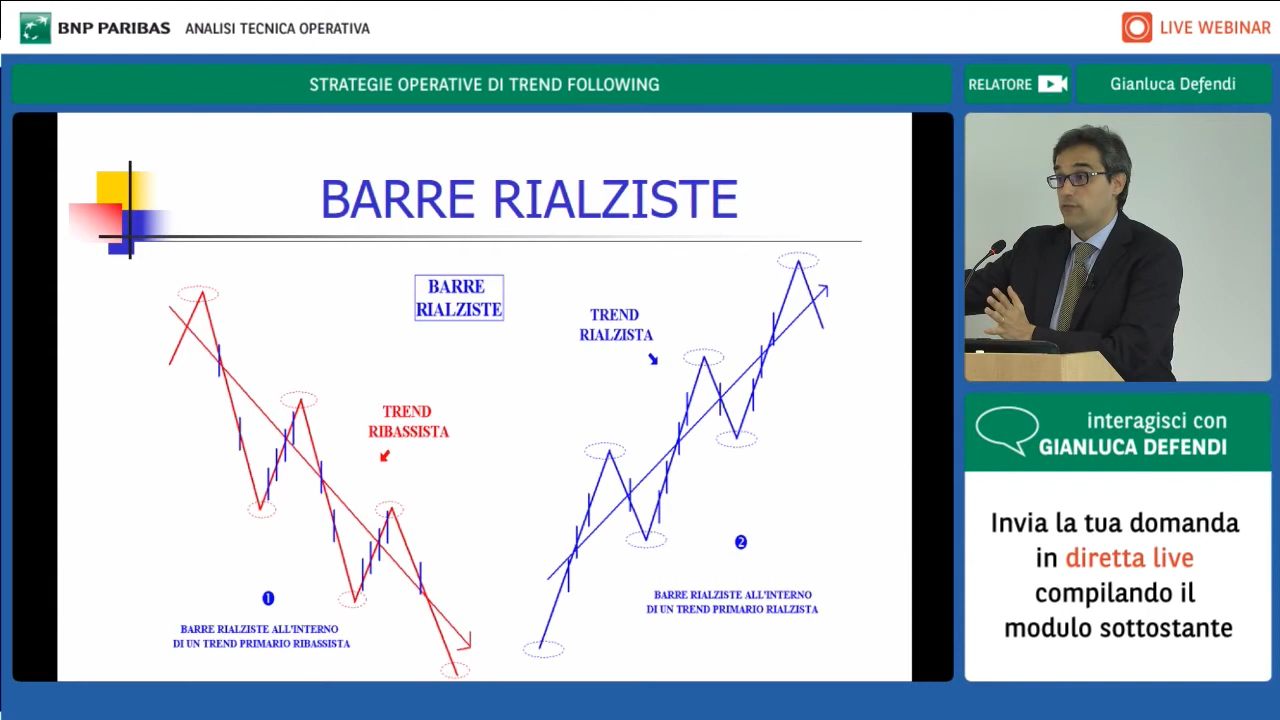 BNP PARIBAS ANALISI TECNICA OPERATIVA
LIVE WEBINAR
STRATEGIE OPERATIVE DI TREND FOLLOWING
RELATORE
Gianluca Defendi
BARRE RIALZISTE
BARRE
RIALZISTE
TREND
RIALZISTA
TREND
RIBASSISTA
1
BARRE RIALZISTE ALL'INTERNO
DI UN TREND PRIMARIO RIBASSISTA
2
BARRE RIALZISTE ALL'INTERNO
DI UN TREND PRIMARIO RIALZISTA
interagisci con
GIANLUCA DEFENDI
Invia la tua domanda
in diretta live
compilando il
modulo sottostante